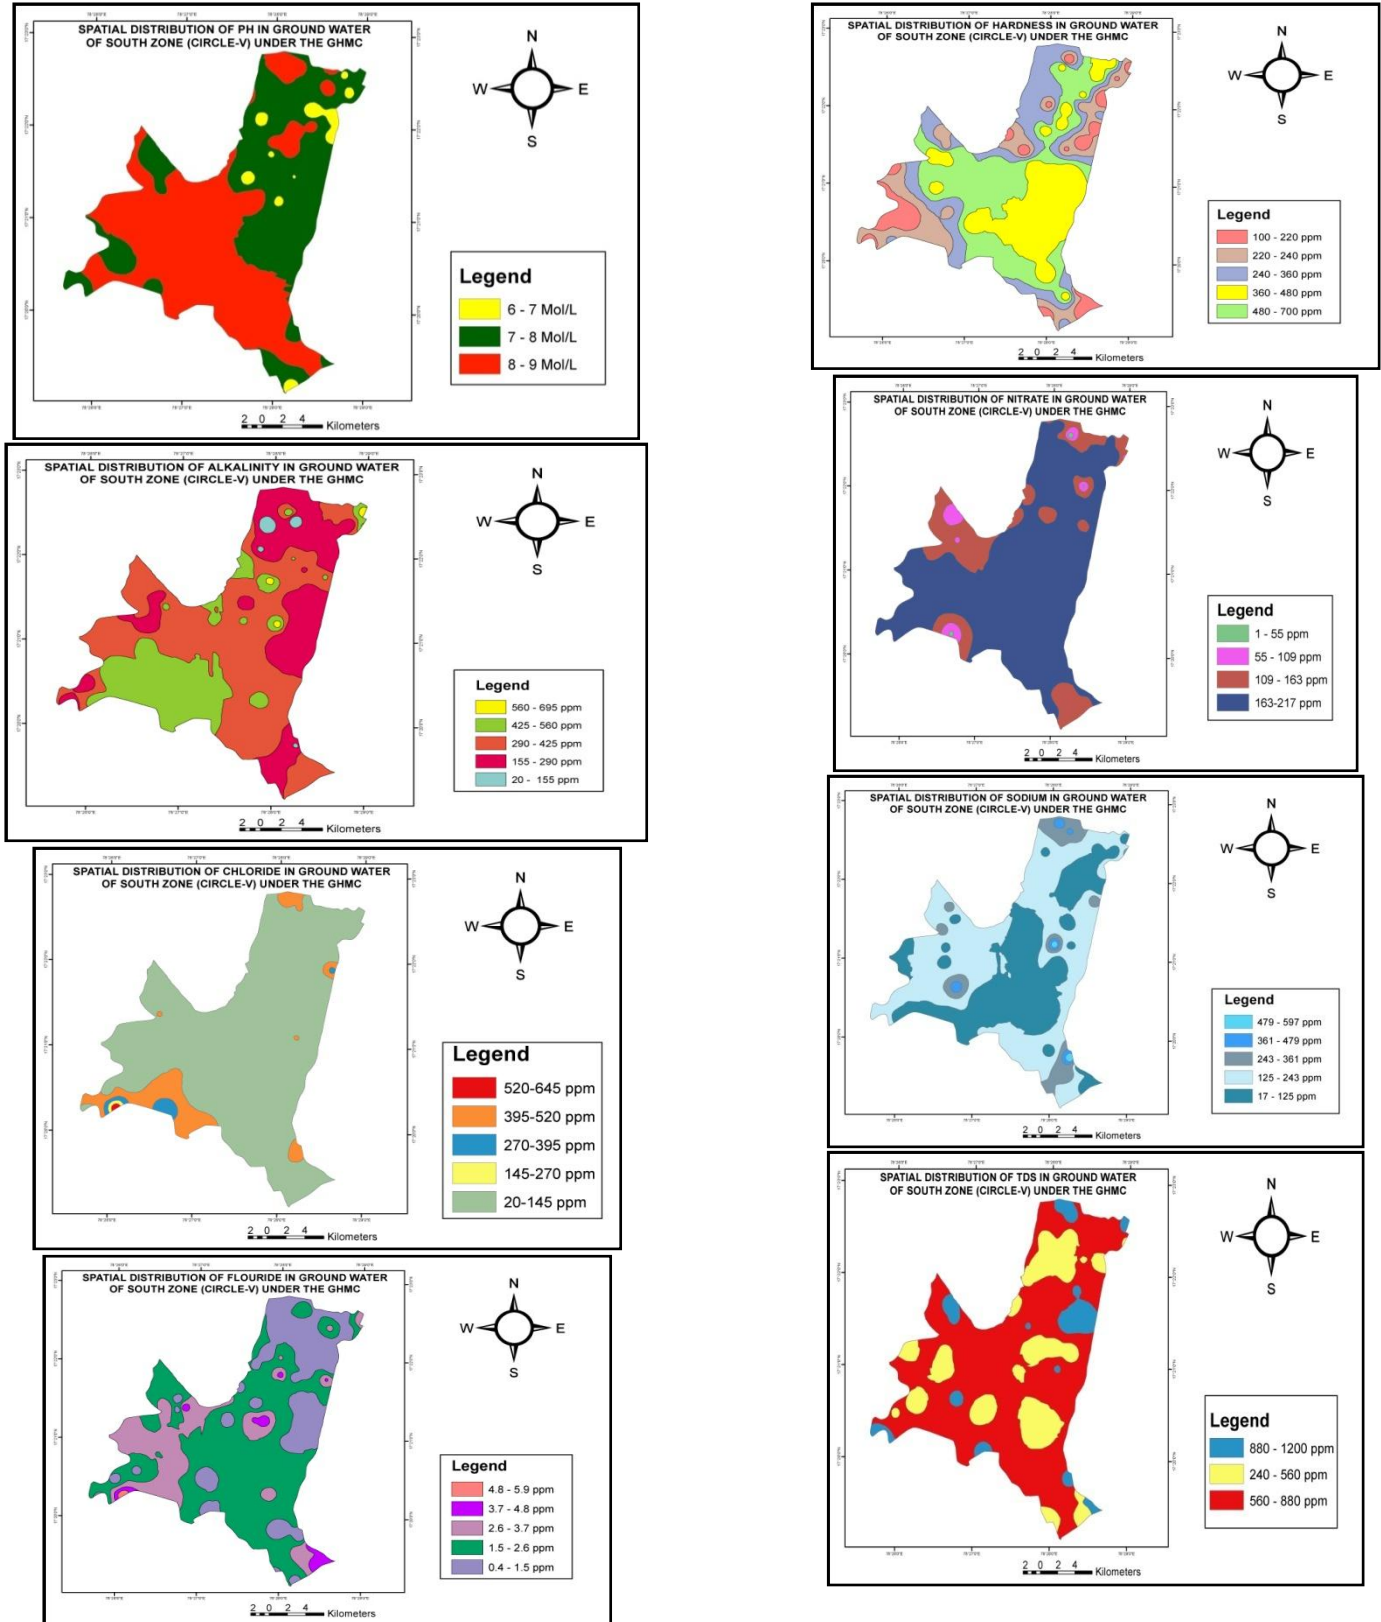 SPATIAL DISTRIBUTION OF PH IN GROUND WATER
OF SOUTH ZONE (CIRCLE-V) UNDER THE GHMC
N
W
E
S
Legend
6 - 7 Mol/L
7 - 8 Mol/L
8 - 9 Mol/L
2 0 2 4
Kilometers
SPATIAL DISTRIBUTION OF ALKALINITY IN GROUND WATER
OF SOUTH ZONE (CIRCLE-V) UNDER THE GHMC
N
W
E
S
Legend
560 - 695 ppm
425 - 560 ppm
290 - 425 ppm
155 - 290 ppm
20 - 155 ppm
2 0 2 4
Kilometers
SPATIAL DISTRIBUTION OF CHLORIDE IN GROUND WATER
OF SOUTH ZONE (CIRCLE-V) UNDER THE GHMC
N
W
E
S
Legend
520-645 ppm
395-520 ppm
270-395 ppm
145-270 ppm
20-145 ppm
2 0 2 4
Kilometers
SPATIAL DISTRIBUTION OF FLOURIDE IN GROUND WATER
OF SOUTH ZONE (CIRCLE-V) UNDER THE GHMC
N
W
E
S
Legend
4.8 - 5.9 ppm
3.7 - 4.8 ppm
2.6 - 3.7 ppm
1.5 - 2.6 ppm
0.4 - 1.5 ppm
2 0 2 4
Kilometers
SPATIAL DISTRIBUTION OF HARDNESS IN GROUND WATER
OF SOUTH ZONE (CIRCLE-V) UNDER THE GHMC
N
W
E
S
Legend
100 - 220 ppm
220 - 240 ppm
240 - 360 ppm
360 - 480 ppm
480 - 700 ppm
2 0 2 4
Kilometers
SPATIAL DISTRIBUTION OF NITRATE IN GROUND WATER
OF SOUTH ZONE (CIRCLE-V) UNDER THE GHMC
N
W
E
S
Legend
1 - 55 ppm
55 - 109 ppm
109 - 163 ppm
163-217 ppm
2 0 2 4
Kilometers
SPATIAL DISTRIBUTION OF SODIUM IN GROUND WATER
OF SOUTH ZONE (CIRCLE-V) UNDER THE GHMC
N
W
E
S
Legend
479 - 597 ppm
361 - 479 ppm
243 - 361 ppm
125 - 243 ppm
17 - 125 ppm
2 0 2 4
Kilometers
SPATIAL DISTRIBUTION OF TDS IN GROUND WATER
OF SOUTH ZONE (CIRCLE-V) UNDER THE GHMC
N
W
E
S
Legend
880 - 1200 ppm
240 - 560 ppm
560 - 880 ppm
2 0 2 4
Kilometers